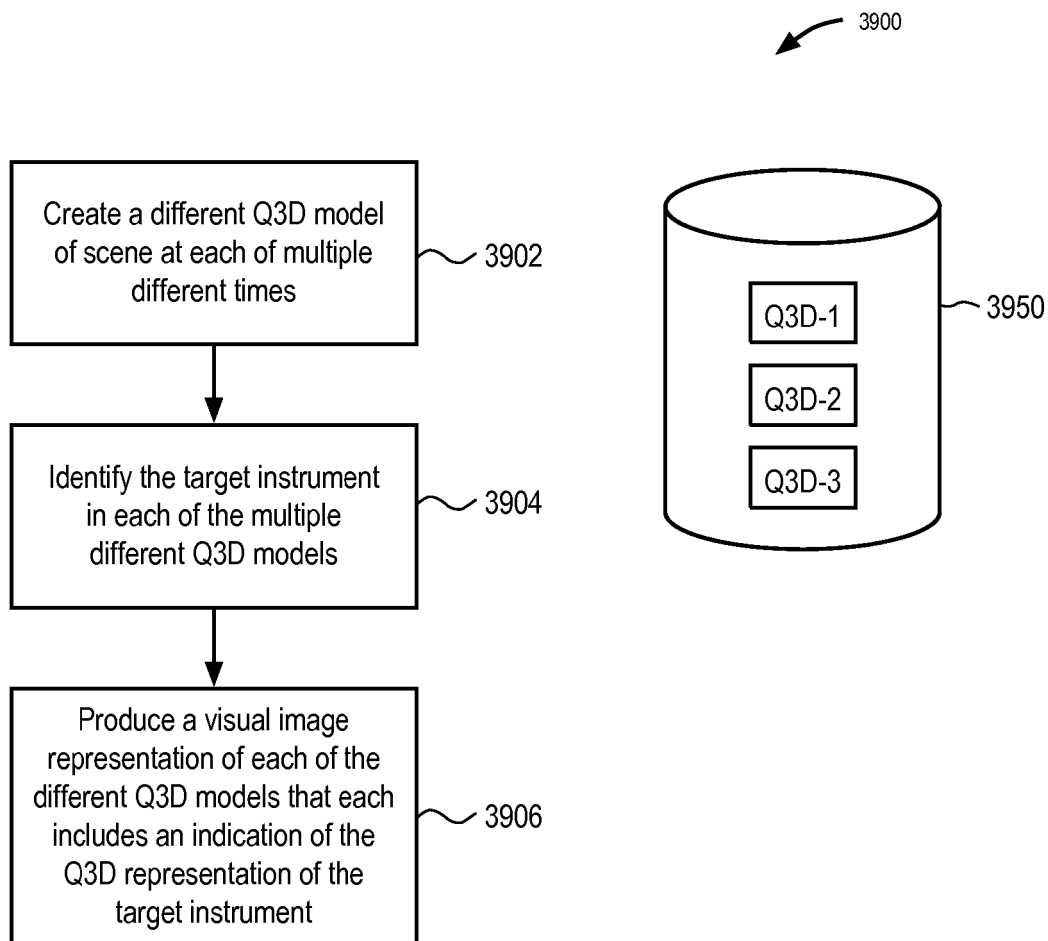 3900
Create a different Q3D model
of scene at each of multiple
different times
3902
Identify the target instrument
in each of the multiple
different Q3D models
3904
Produce a visual image
representation of each of the
different Q3D models that each
includes an indication of the
Q3D representation of the
target instrument
3906
Q3D-1
Q3D-2
Q3D-3
3950